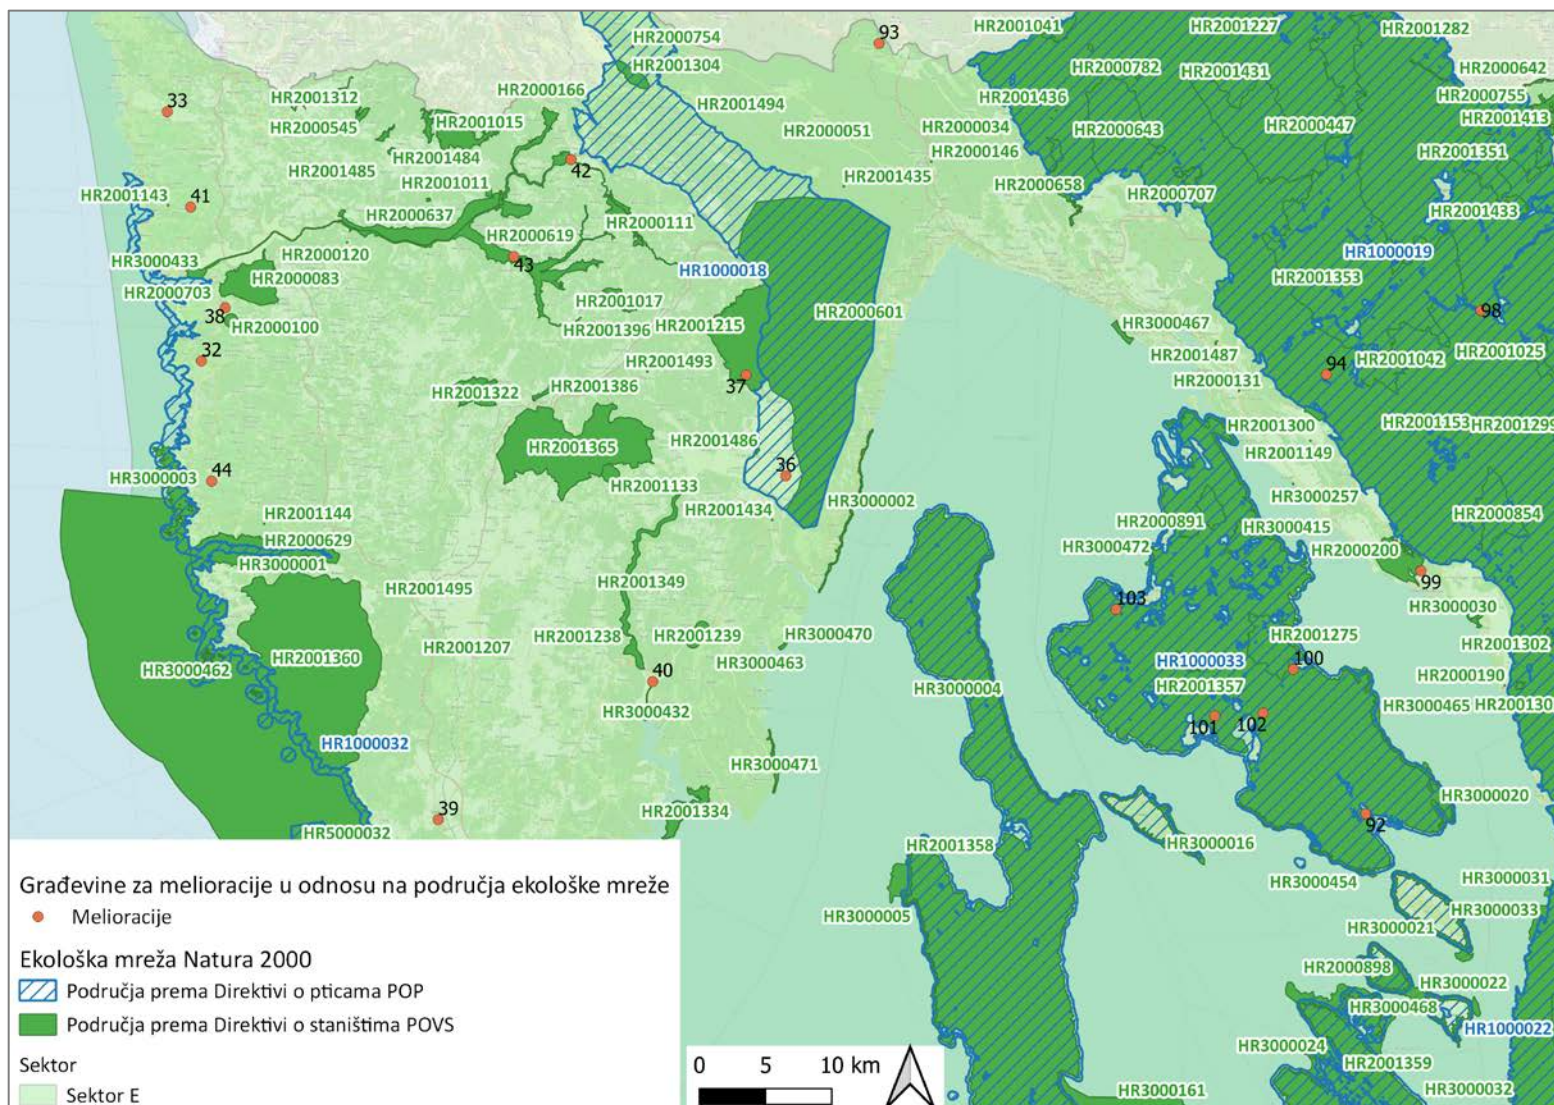 93
HR2000754
HR2001041
HR2001227
HR2001282
HR2001304
HR2000782
HR2001431
HR2000642
HR2000166
HR2000755
33
HR2001312
HR2001494
HR2001436
HR2001413
HR2000545
HR2001015
HR2000051
HR2000034
HR2000643
HR2000447
HR2001484
HR2000146
HR2001351
HR2001485
42
HR2001435
HR2001011
HR2000658
HR2000707
HR2001143
41
HR2000637
HR2000111
HR2001433
HR2000619
HR2000120
HR1000019
HR3000433
43
HR1000018
HR2001353
HR2000083
HR2000703
HR2001017
HR2000601
38
HR2000100
HR2001396
HR2001215
HR3000467
98
HR2001487
HR2001042
HR2001025
32
HR2001493
94
37
HR2001386
HR2000131
HR2001322
HR2001153
HR2001299
HR2001300
HR2001365
HR2001486
HR2001149
44
36
HR3000003
HR2001133
HR3000002
HR3000257
HR2001434
HR2001144
HR2000891
HR3000415
HR2000854
HR2000629
HR3000472
HR2000200
HR3000001
99
HR2001495
HR2001349
103
HR3000030
HR2001238
HR2001239
HR3000470
HR2001275
HR2001302
HR2001207
HR2001360
HR3000463
HR1000033
100
HR3000462
40
HR2000190
HR3000004
HR2001357
HR3000432
HR3000465
HR200130
101
102
HR1000032
HR3000471
HR3000020
39
HR2001334
92
HR5000032
HR2001358
HR3000016
HR3000454
HR3000031
HR3000005
HR3000033
HR3000021
HR2000898
HR3000022
HR3000468
HR1000022
HR3000024
HR2001359
HR3000161
HR3000032
Građevine za melioracije u odnosu na područja ekološke mreže
Melioracije
Ekološka mreža Natura 2000
Područja prema Direktivi o pticama POP
Područja prema Direktivi o staništima POVS
Sektor
Sektor E
0 5 10 km